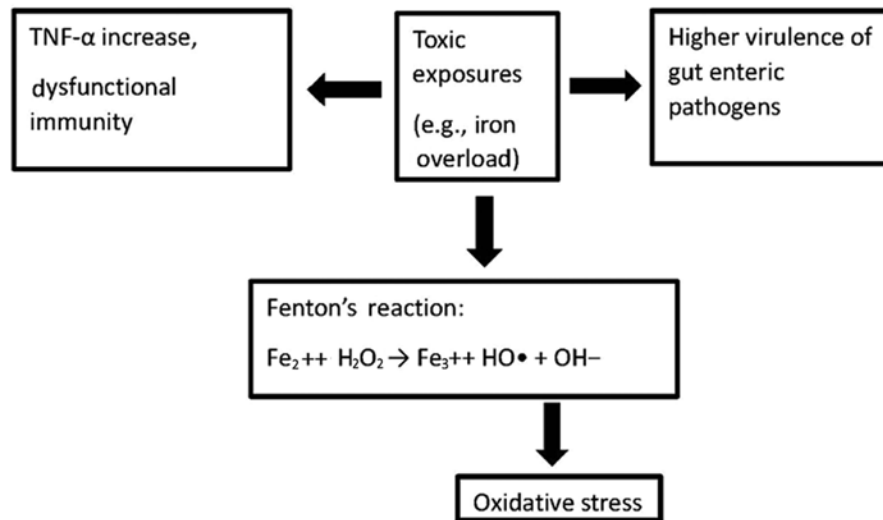 TNF-α increase,
dysfunctional
immunity
Toxic
exposures
(e.g., iron
overload)
Higher virulence of
gut enteric
pathogens
Fenton's reaction:
Fe₂++ H₂O₂ → Fe₃++ HO• + OH−
Oxidative stress